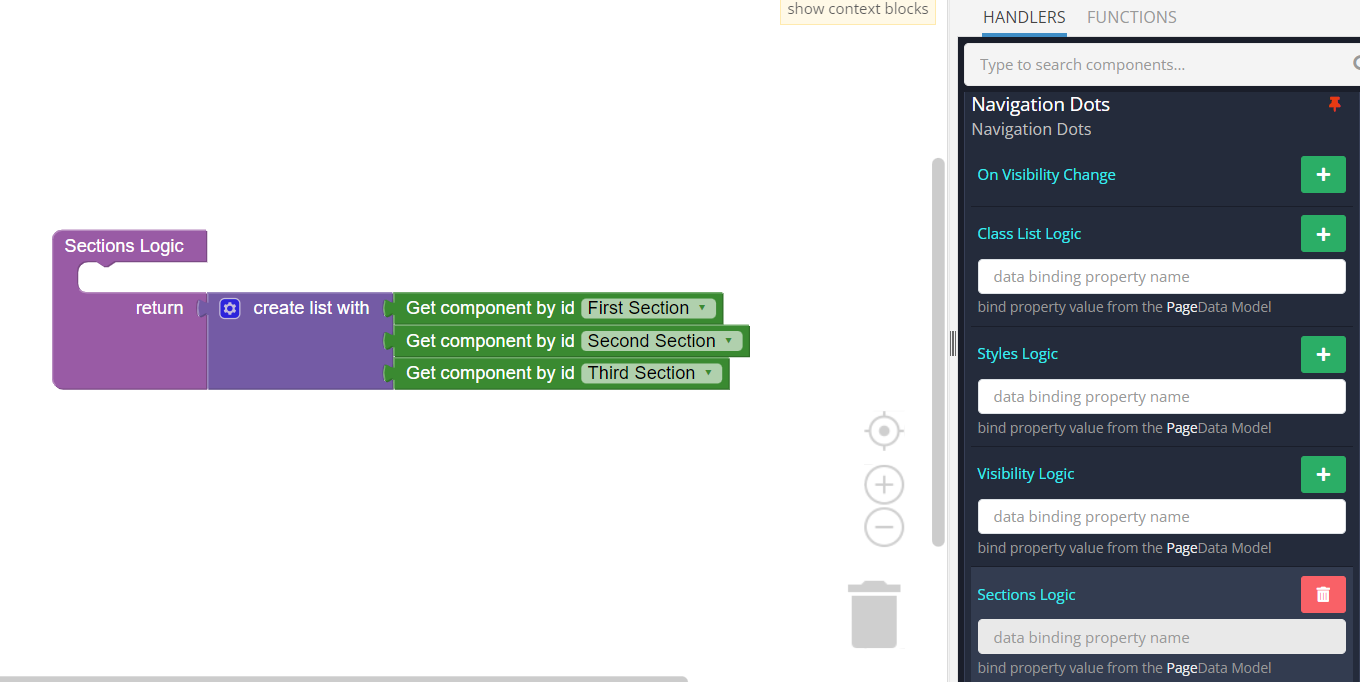 show context blocks
Sections Logic
return
create list with
Get component by id First Section
Get component by id Second Section
Get component by id Third Section
HANDLERS FUNCTIONS
Type to search components...
Navigation Dots
Navigation Dots
On Visibility Change
Class List Logic
data binding property name
bind property value from the PageData Model
Styles Logic
data binding property name
bind property value from the PageData Model
Visibility Logic
data binding property name
bind property value from the PageData Model
Sections Logic
data binding property name
bind property value from the PageData Model